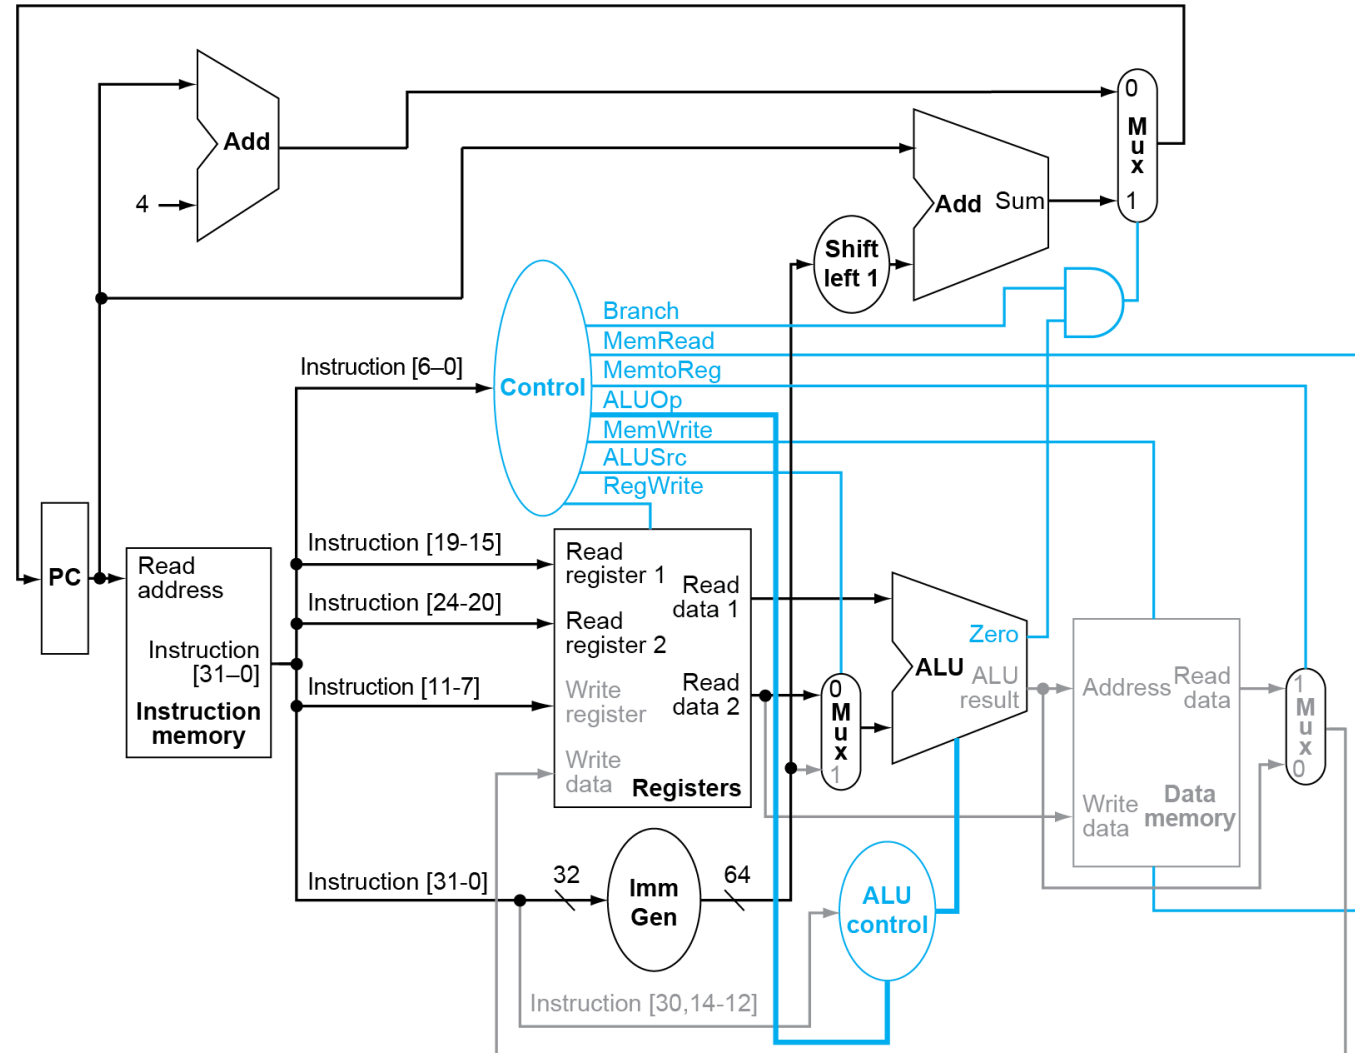 0
Mux
1
Add
4
Add
Sum
Shift
left 1
Branch
MemRead
MemtoReg
ALUOp
MemWrite
ALUSrc
RegWrite
Control
Instruction [6–0]
PC
Read
address
Instruction
[31–0]
Instruction
memory
Instruction [19-15]
Instruction [24-20]
Instruction [11-7]
Instruction [31-0]
Read
register 1
Read
register 2
Write
register
Write
data
Read
data 1
Read
data 2
Registers
0
Mux
1
Zero
ALU
ALU
result
Address
Read
data
Write
data
Data
memory
1
Mux
0
32
Imm
Gen
64
ALU
control
Instruction [30,14-12]